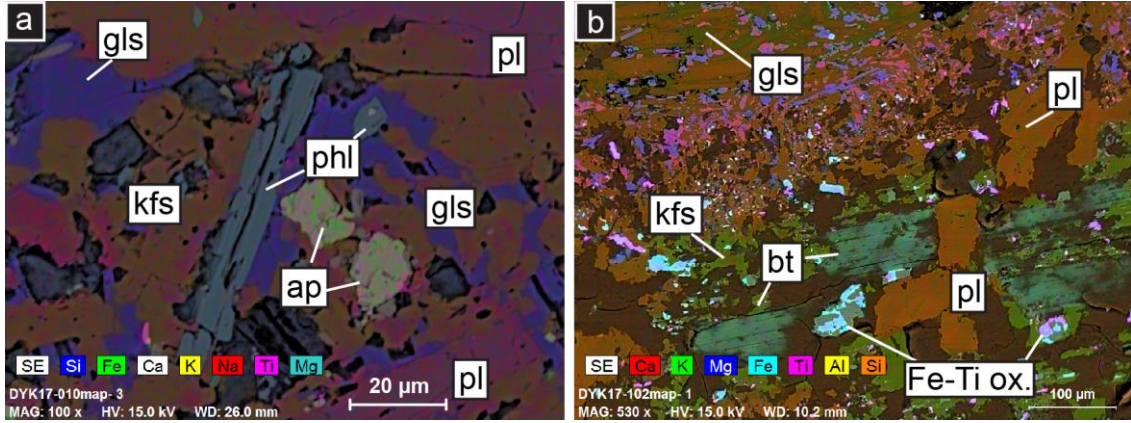 a
gls
pl
phl
kfs
gls
ap
pl
SE Si Fe Ca K Na Ti Mg
DYK17-010map- 3
MAG: 100 x HV: 15.0 kV WD: 26.0 mm
20 µm
b
gls
pl
kfs
bt
pl
Fe-Ti ox.
SE Ca K Mg Fe Ti Al Si
DYK17-102map- 1
MAG: 530 x HV: 15.0 kV WD: 10.2 mm
100 µm